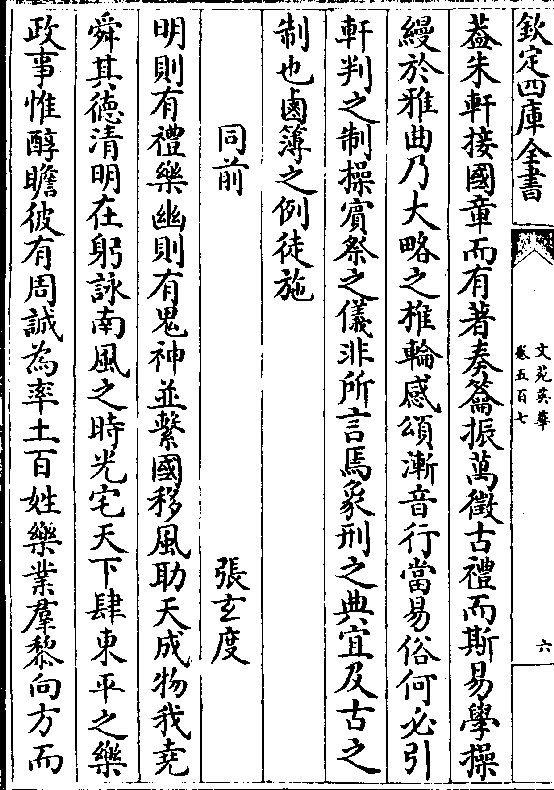 欽定四庫全書
文苑英華
卷五百七
六
葢朱軒接國章而有著奏籥振萬徵古禮而斯易學操
縵於雅曲乃大略之椎輪感頌漸音行當易俗何必引
軒判之制操賔祭之儀非所言焉象刑之典宜及古之
制也鹵簿之例徒施
同前
張玄度
明則有禮樂幽則有鬼神並繫國移風助天成物我堯
舜其徳清明在躬詠南風之時光宅天下肆東平之樂
政事惟醇瞻彼有周誠為率土百姓樂業羣黎向方而